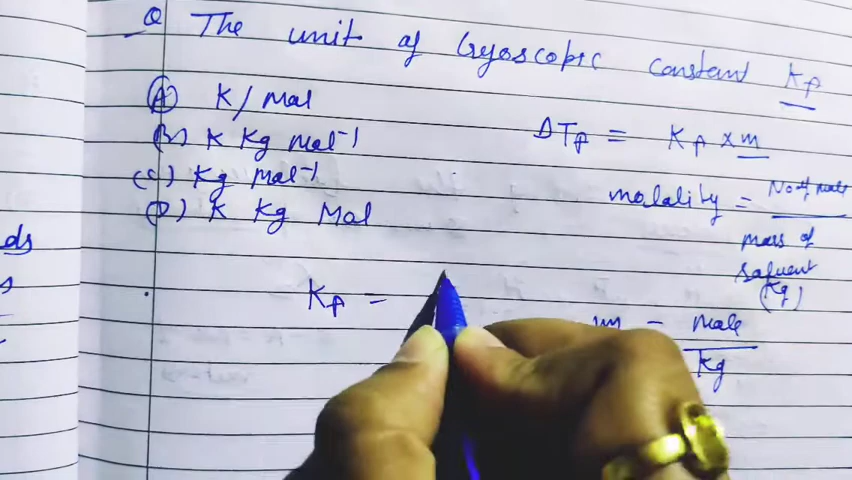 Q The unit of Cryoscopic constant Kf
(A) K/mol
(B) K Kg mol⁻¹
(C) Kg mol⁻¹
(D) K Kg Mol
ΔTf = Kf × m
molality = No of mole
mass of
(Kg)
Kf =
m = mole
Kg
ds
s